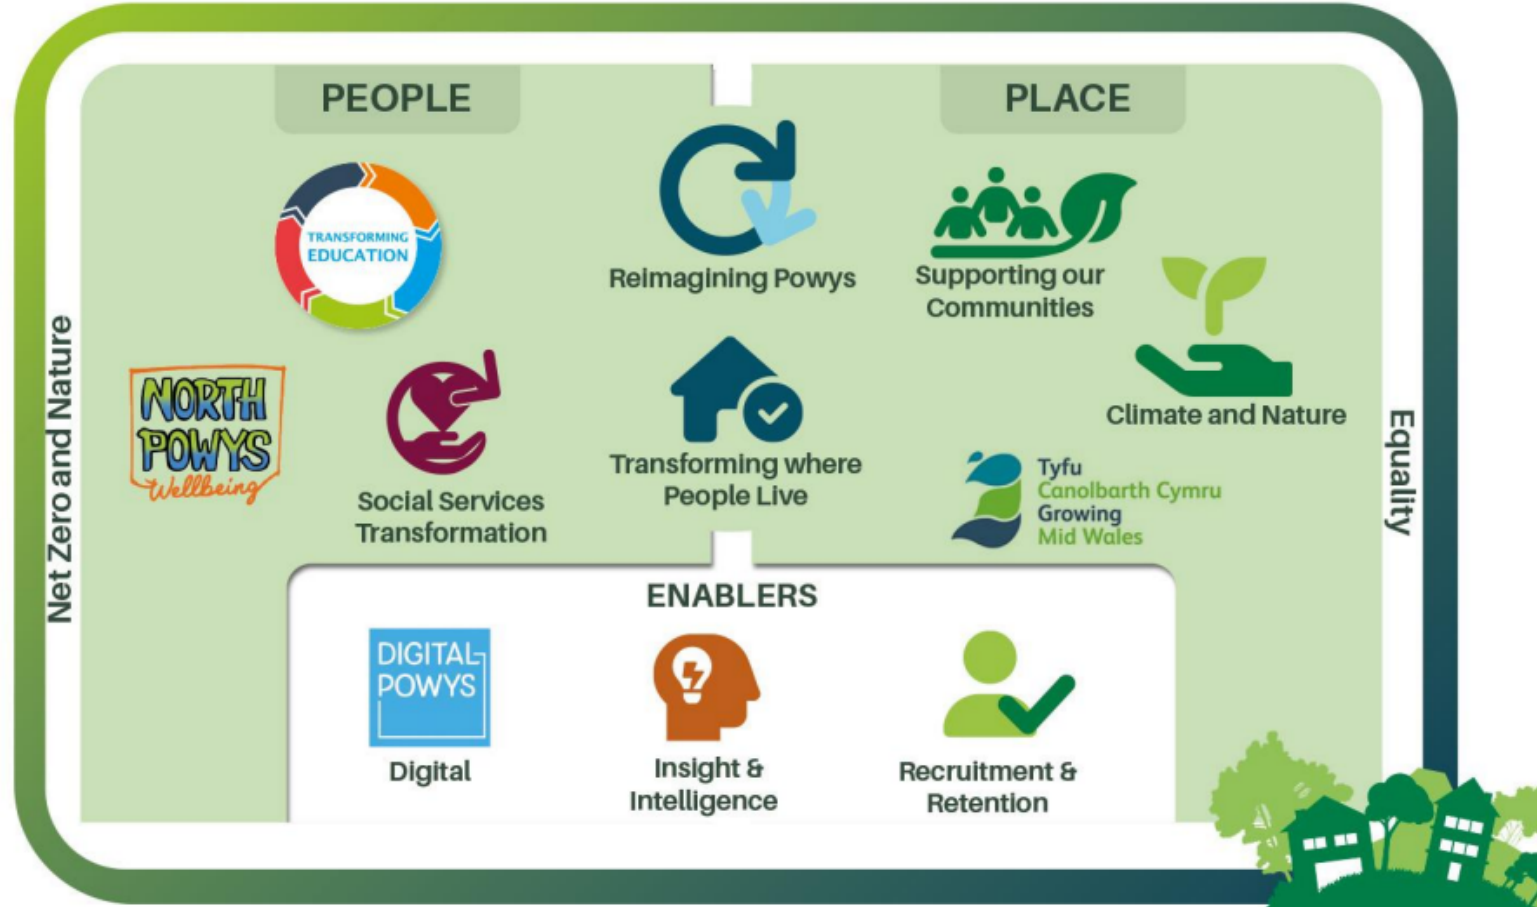 PEOPLE
PLACE
TRANSFORMING
EDUCATION
Reimagining Powys
Supporting our
Communities
Climate and Nature
NORTH
POWYS
Wellbeing
Social Services
Transformation
Transforming where
People Live
Tyfu
Canolbarth Cymru
Growing
Mid Wales
Net Zero and Nature
Equality
ENABLERS
DIGITAL
POWYS
Digital
Insight &
Intelligence
Recruitment &
Retention